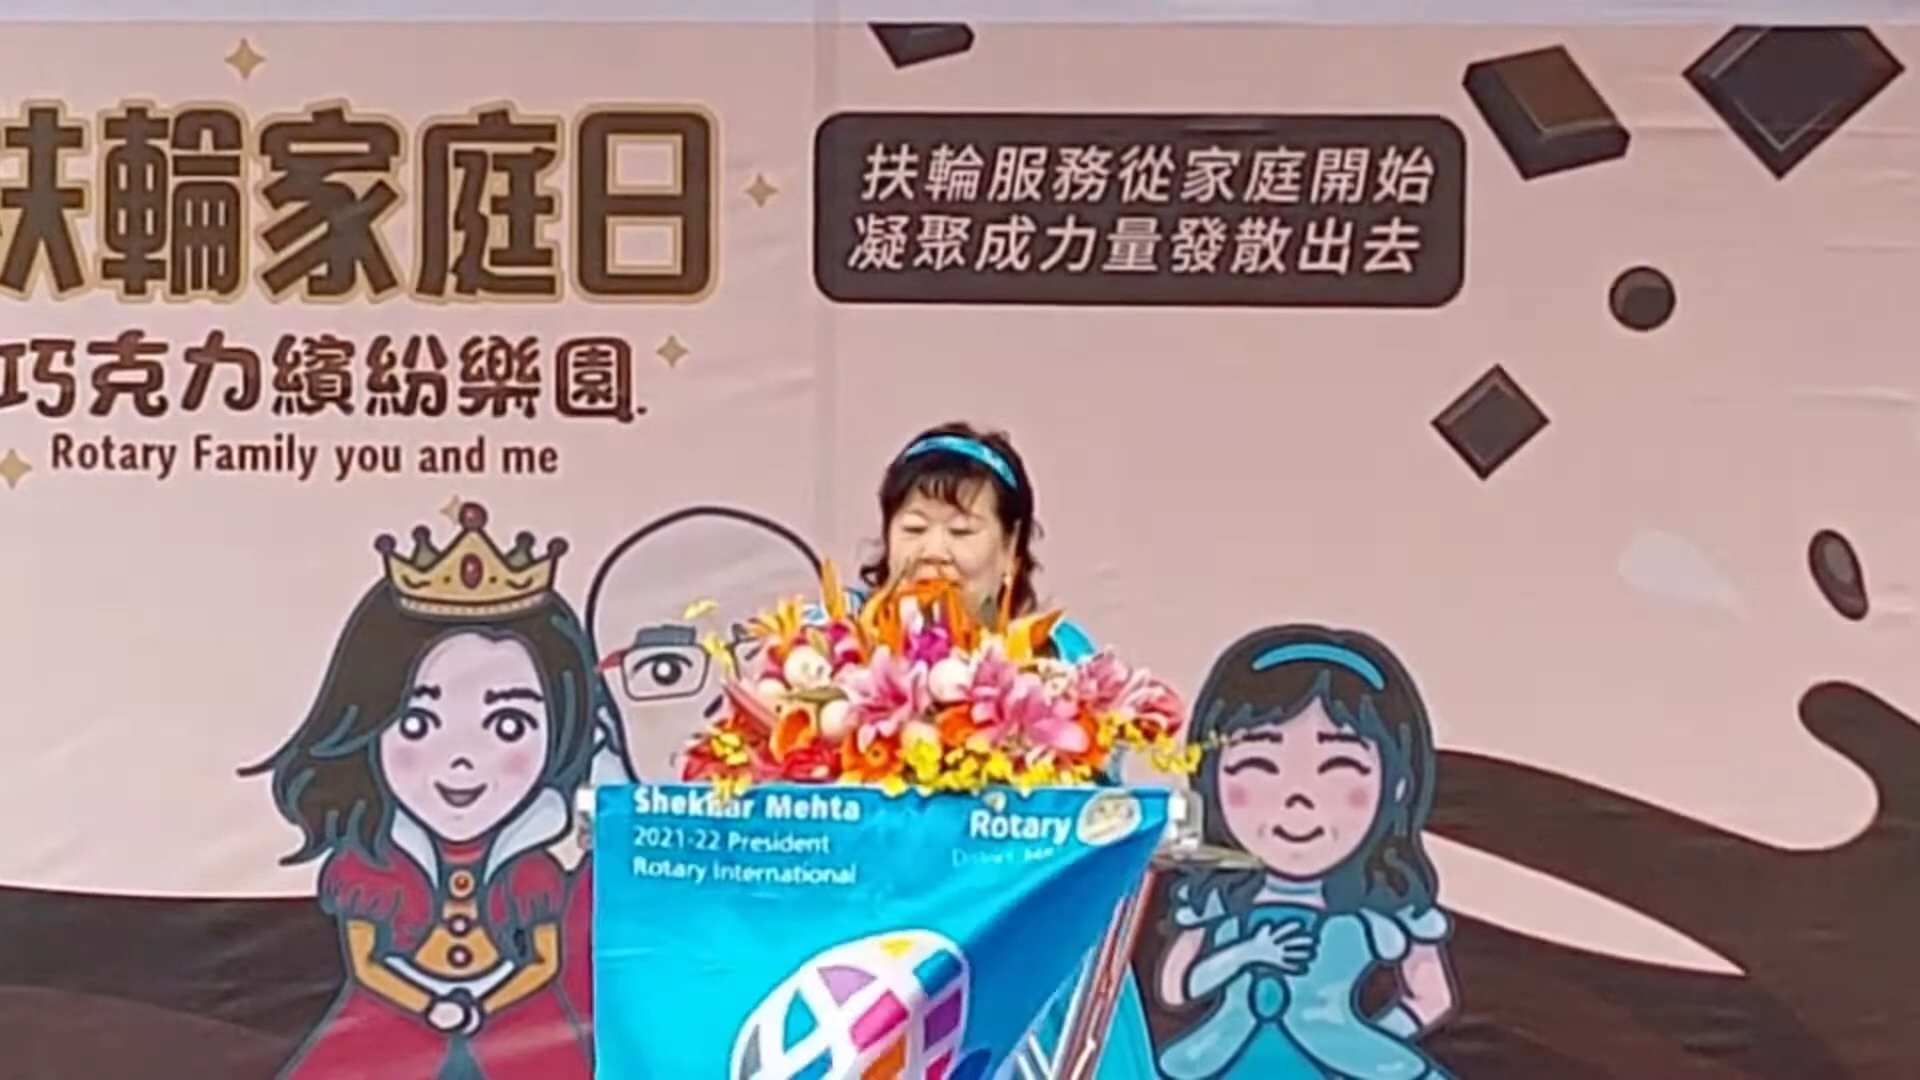 扶輪家庭日
巧克力繽紛樂園
Rotary Family you and me
扶輪服務從家庭開始
凝聚成力量發散出去
Shekhar Mehta
2021-22 President
Rotary International
Rotary
District